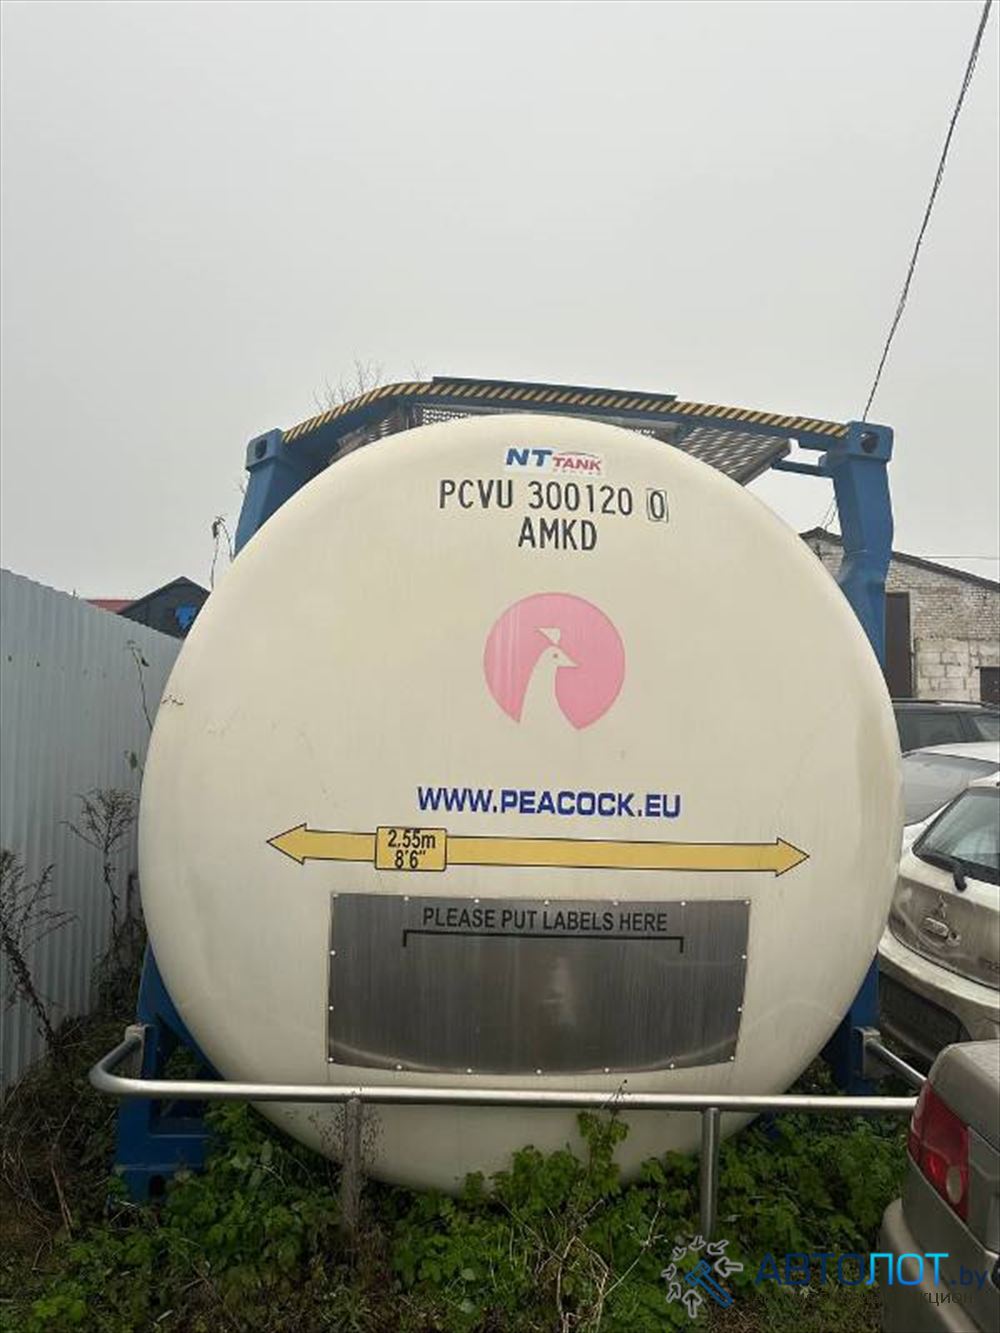 NT TANK
PCVU 300120 0
AMKD
WWW.PEACOCK.EU
2.55m
8'6"
PLEASE PUT LABELS HERE
АВТОЛОТ.by